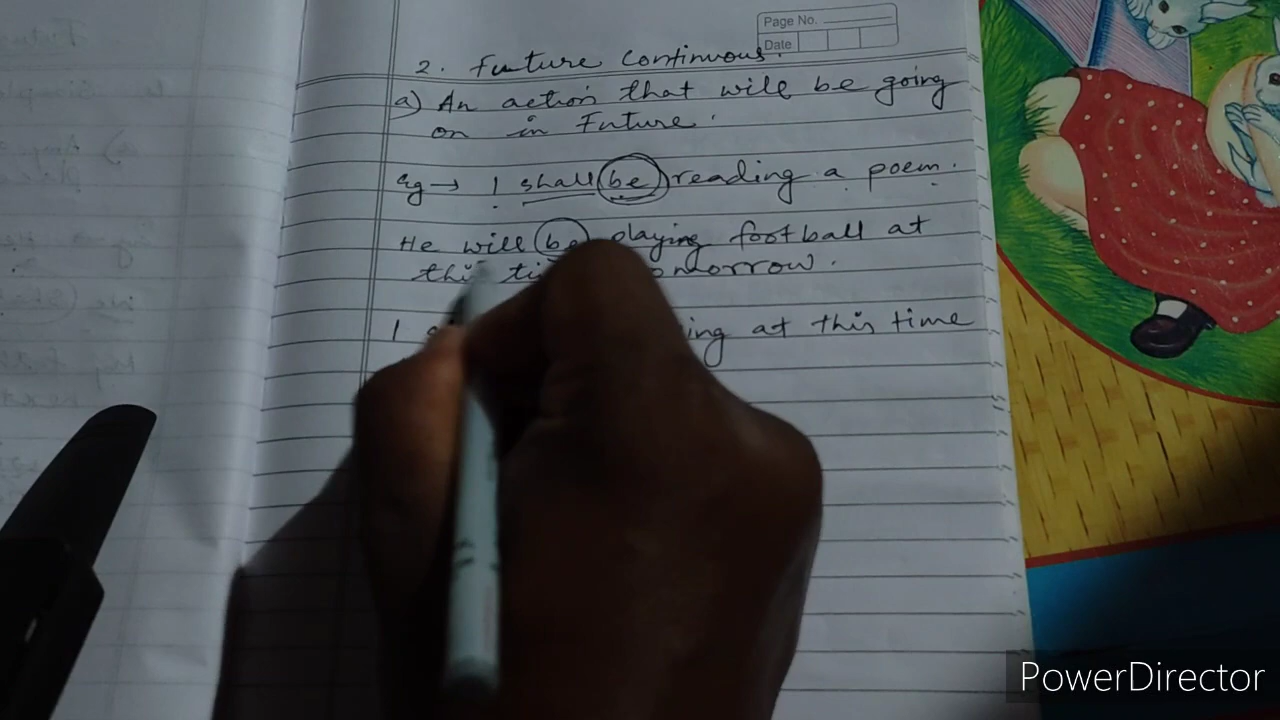 Page No.
Date
2. Future Continuous.
a) An action that will be going
on in Future.
eg → I shall be reading a poem.
He will be playing football at
this tomorrow.
I at this time
PowerDirector